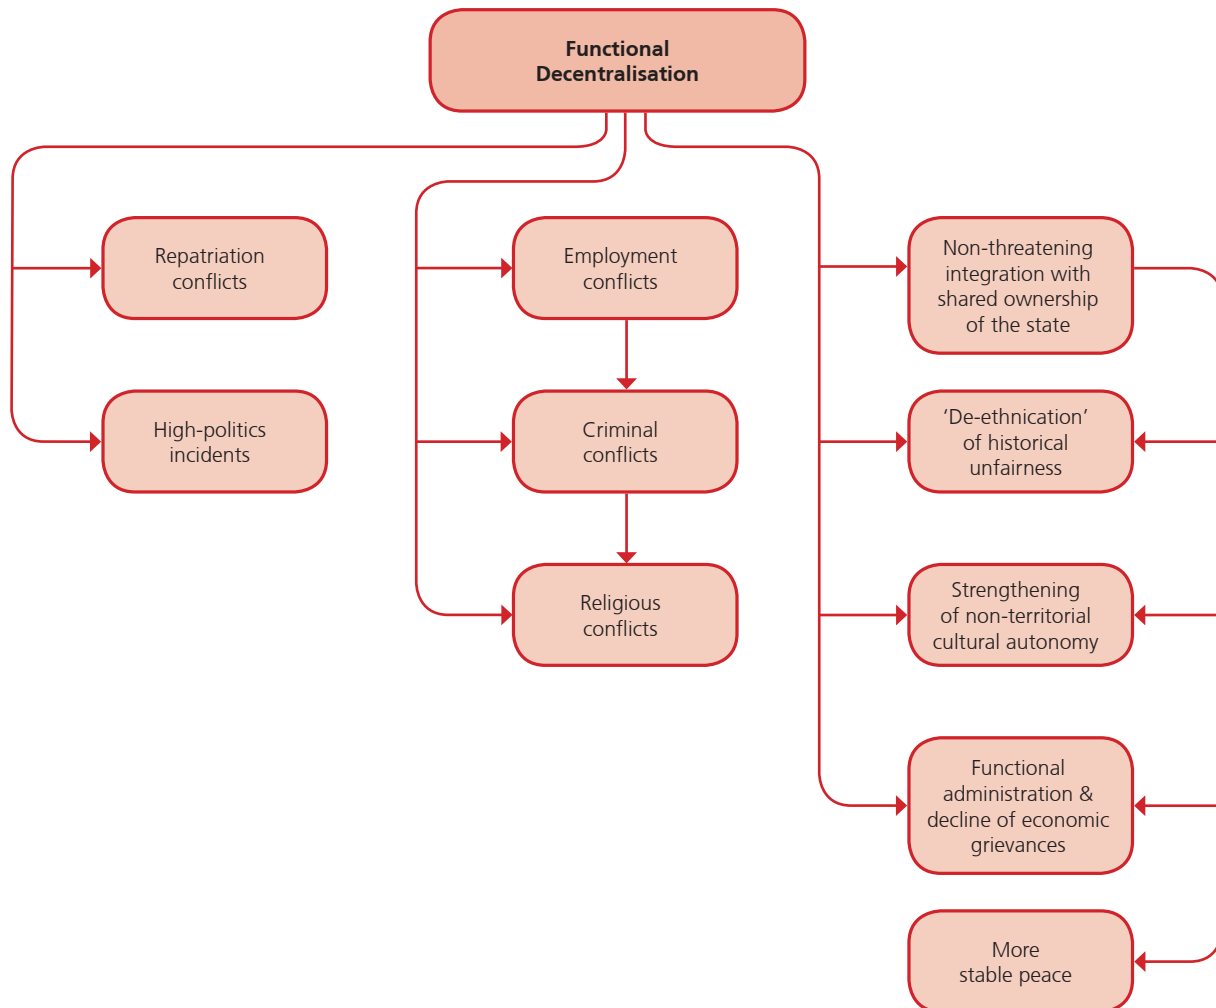 Functional
Decentralisation
Repatriation
conflicts
High-politics
incidents
Employment
conflicts
Criminal
conflicts
Religious
conflicts
Non-threatening
integration with
shared ownership
of the state
‘De-ethnication’
of historical
unfairness
Strengthening
of non-territorial
cultural autonomy
Functional
administration &
decline of economic
grievances
More
stable peace